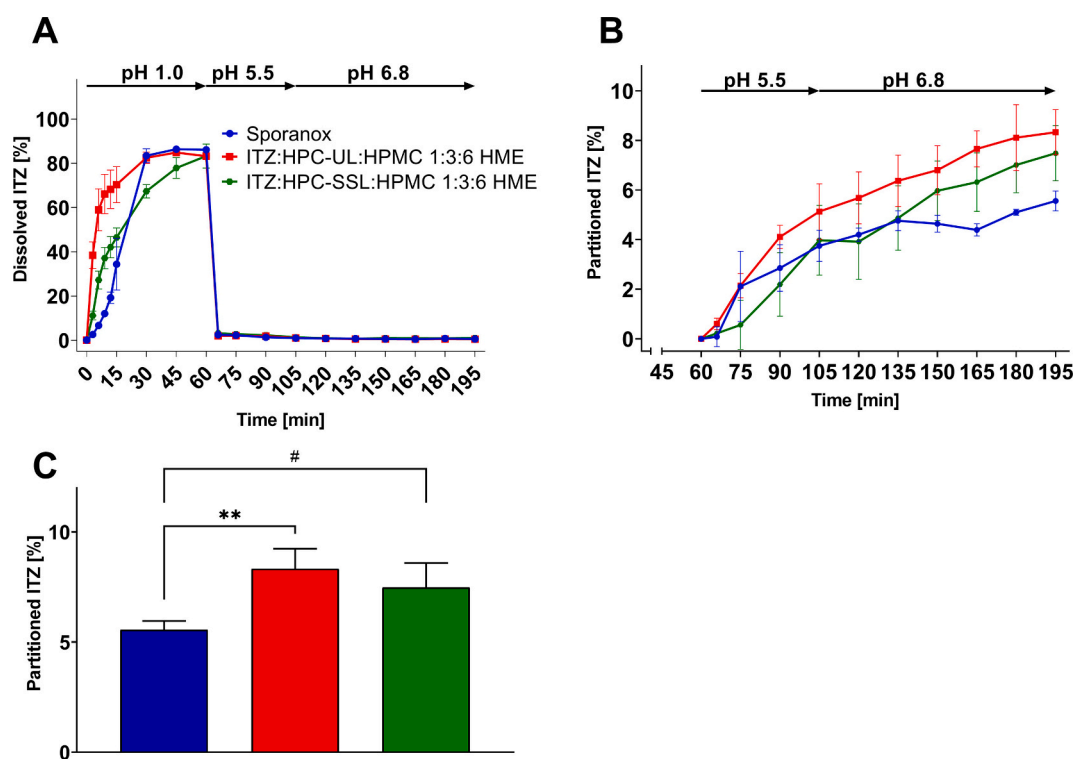 A
pH 1.0 pH 5.5 pH 6.8
Dissolved ITZ [%]
100
80
60
40
20
0
Sporanox
ITZ:HPC-UL:HPMC 1:3:6 HME
ITZ:HPC-SSL:HPMC 1:3:6 HME
0 15 30 45 60 75 90 105 120 135 150 165 180 195
Time [min]
B
pH 5.5 pH 6.8
Partitioned ITZ [%]
10
8
6
4
2
0
45 60 75 90 105 120 135 150 165 180 195
Time [min]
C
#
**
Partitioned ITZ [%]
10
5
0